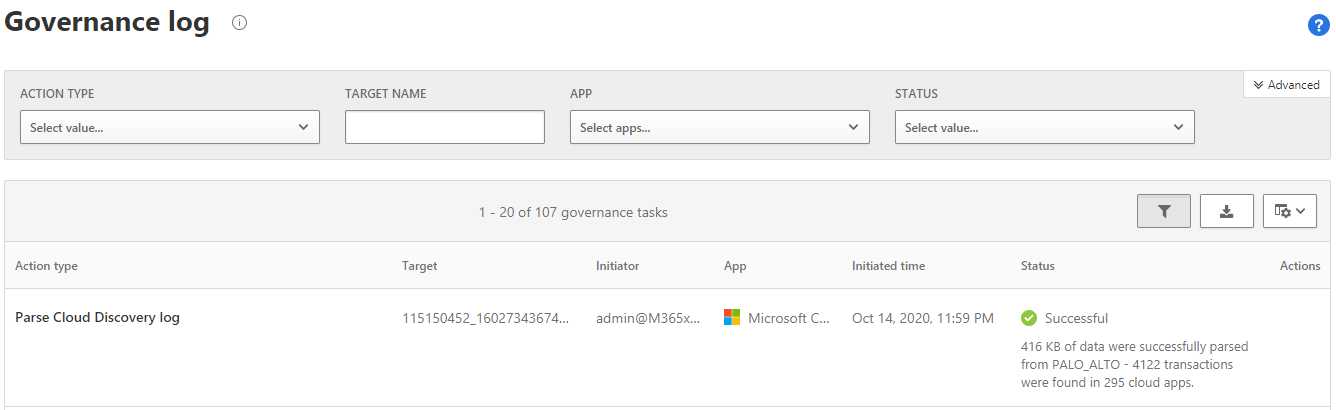 Governance log
?
ACTION TYPE
TARGET NAME
APP
STATUS
Advanced
Select value...
Select apps...
Select value...
1 - 20 of 107 governance tasks
Action type
Target
Initiator
App
Initiated time
Status
Actions
Parse Cloud Discovery log
115150452_16027343674...
admin@M365x...
Microsoft C...
Oct 14, 2020, 11:59 PM
Successful
416 KB of data were successfully parsed
from PALO_ALTO - 4122 transactions
were found in 295 cloud apps.